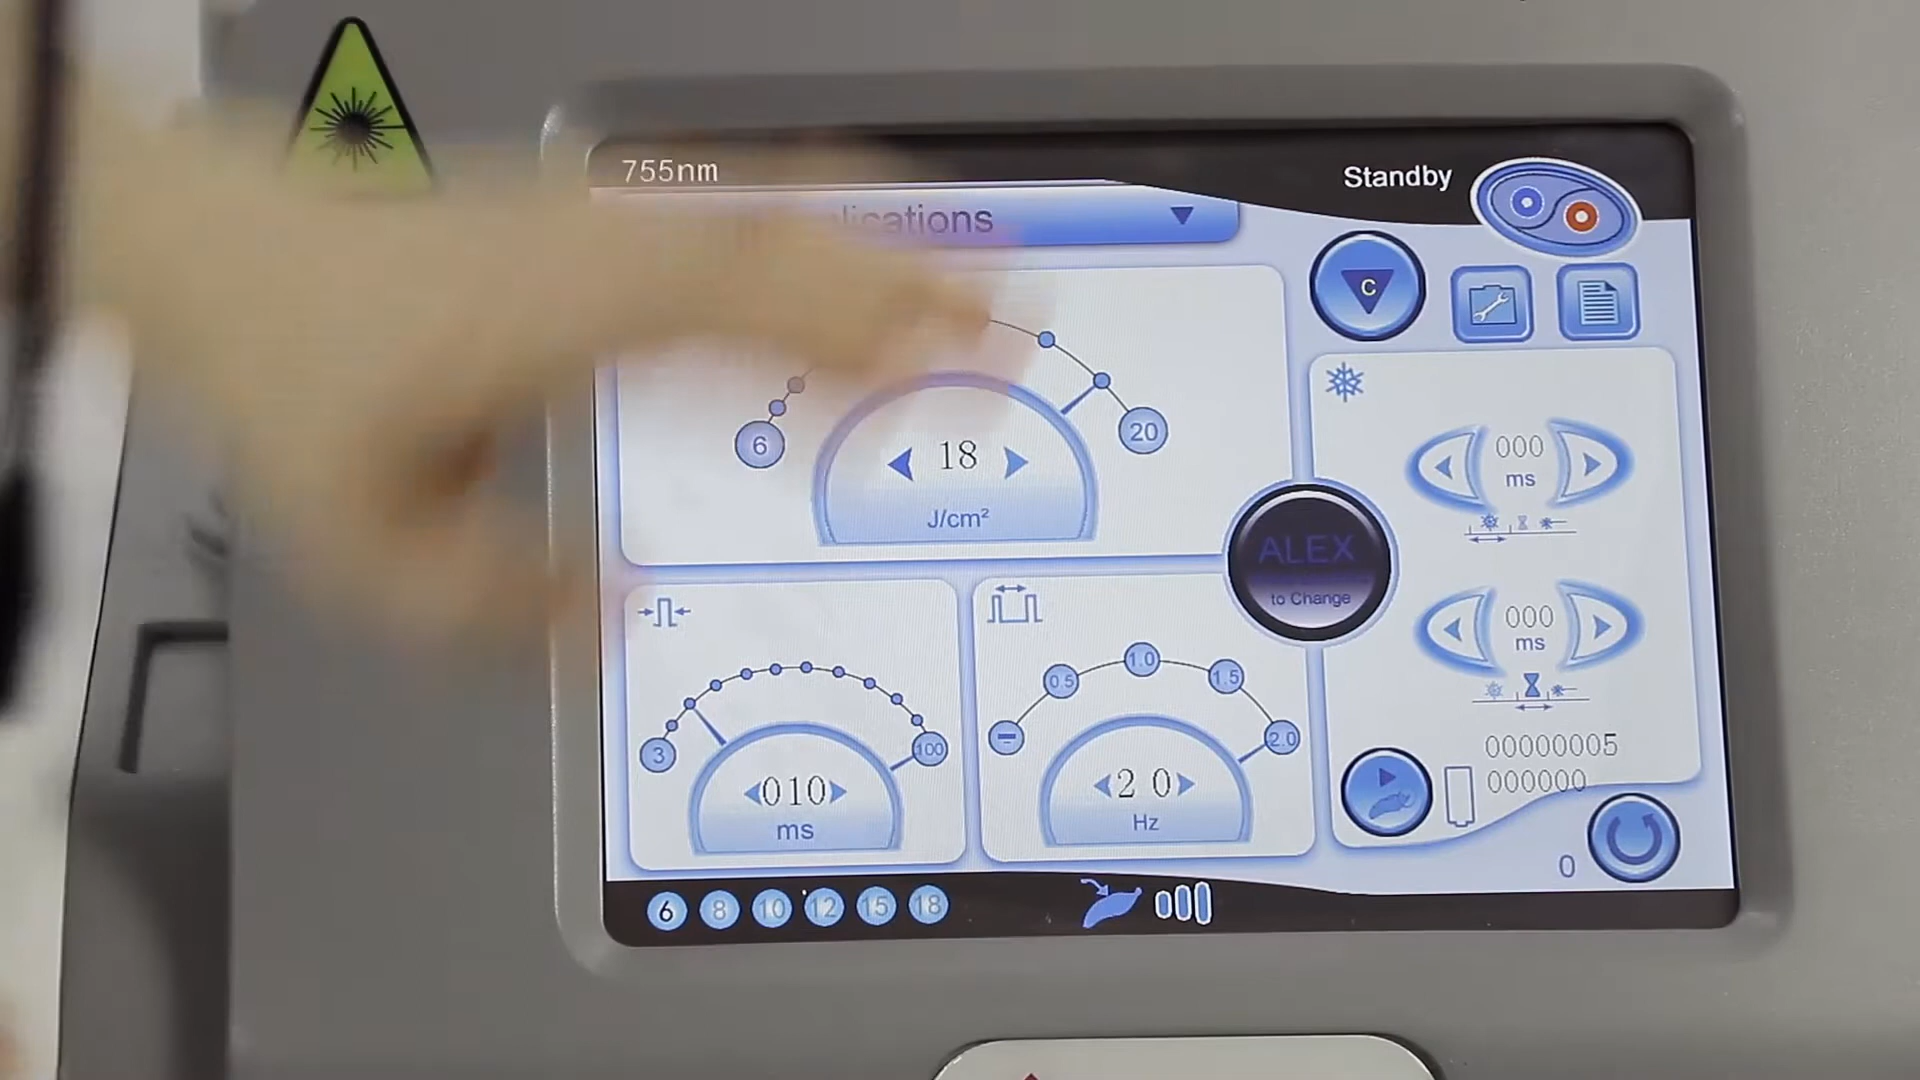 755nm
Standby
lications
C
6
20
18
J/cm²
000
ms
ALEX
to Change
000
ms
3
100
010
ms
0.5
1.0
1.5
2.0
2 0
Hz
00000005
000000
0
6 8 10 12 15 18